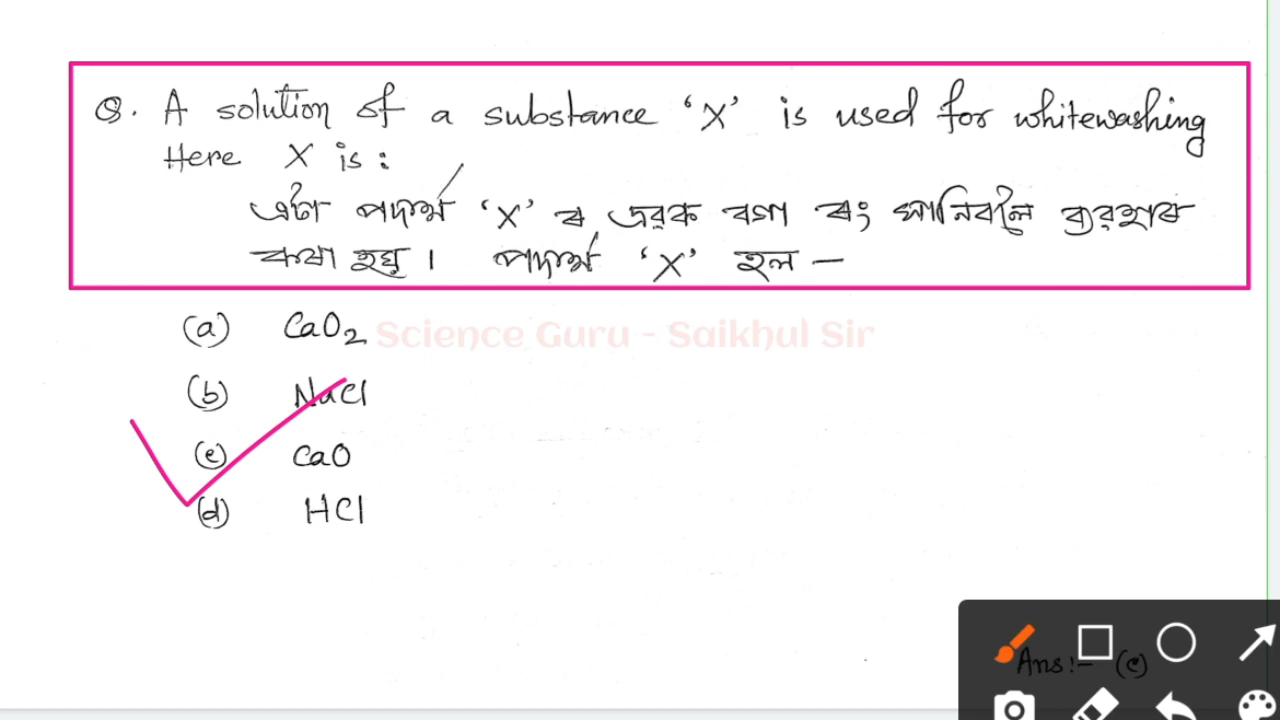 Q. A solution of a substance 'X' is used for whitewashing
Here X is :
এটা পদাৰ্থ 'X' ৰ দ্ৰৱক বগা ৰং সানিবলৈ ব্যৱহাৰ
কৰা হয় । পদাৰ্থ 'X' হল –
(a) CaO2
Science Guru - Saikhul Sir
(b) NaCl
(c) CaO
(d) HCl
Ans :- (c)